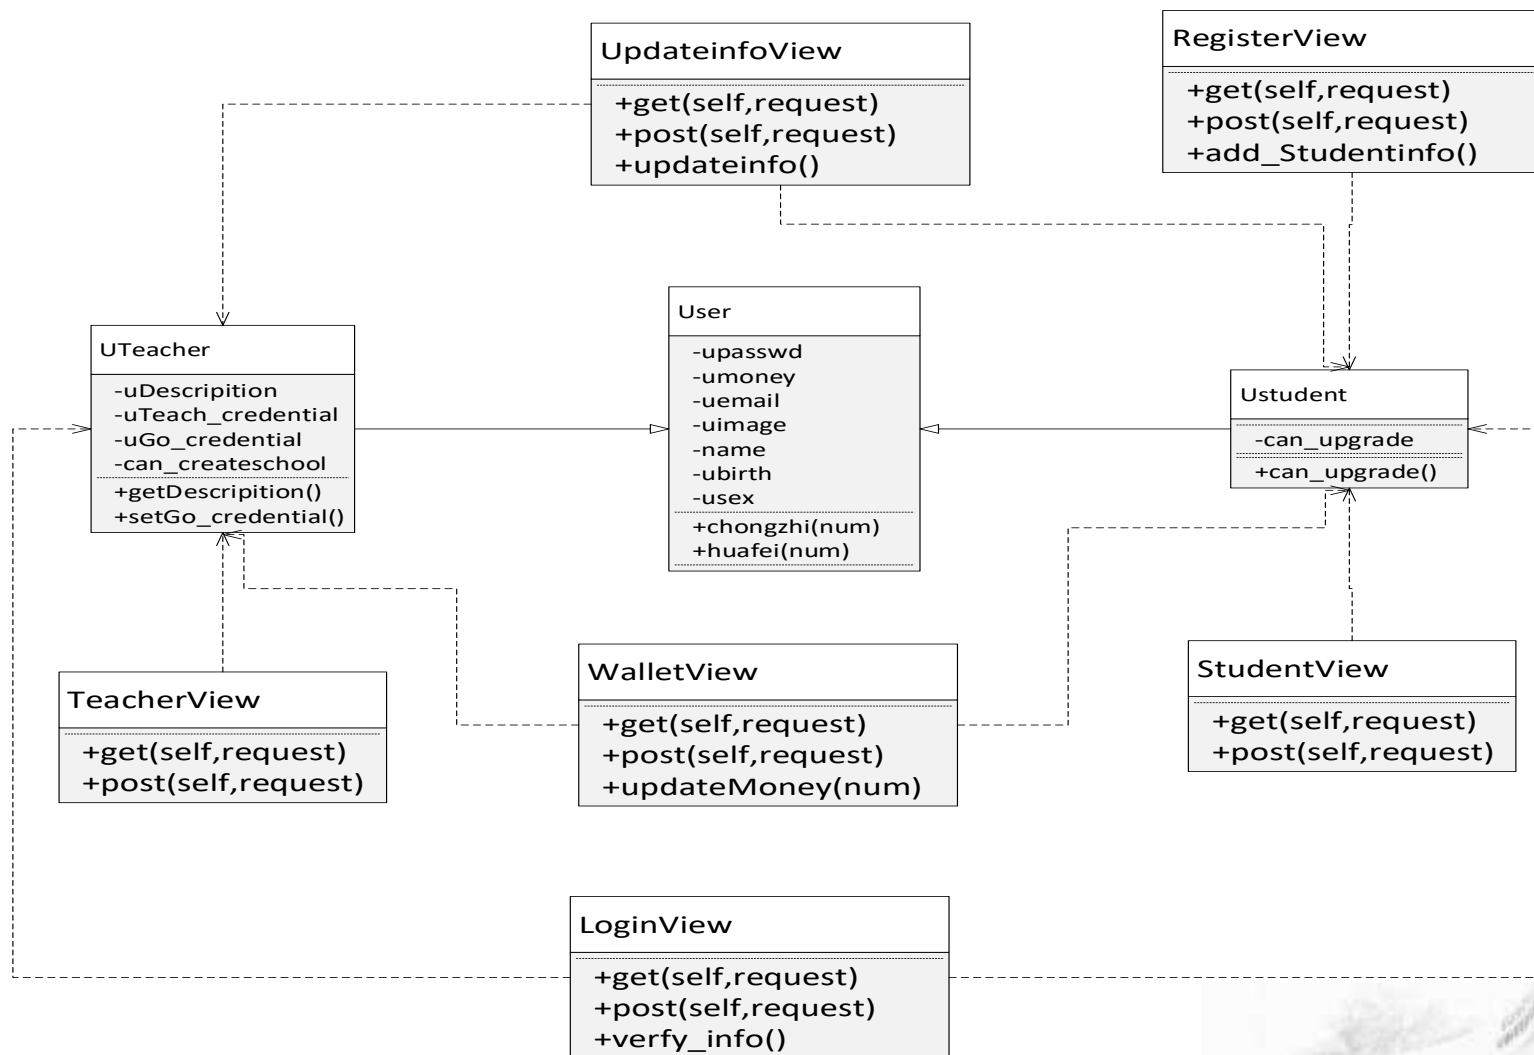 UpdateinfoView
+get(self,request)
+post(self,request)
+updateinfo()
RegisterView
+get(self,request)
+post(self,request)
+add_Studentinfo()
UTeacher
-uDescripition
-uTeach_credential
-uGo_credential
-can_createschool
+getDescripition()
+setGo_credential()
User
-upasswd
-umoney
-uemail
-uimage
-name
-ubirth
-usex
+chongzhi(num)
+huafei(num)
Ustudent
-can_upgrade
+can_upgrade()
TeacherView
+get(self,request)
+post(self,request)
WalletView
+get(self,request)
+post(self,request)
+updateMoney(num)
StudentView
+get(self,request)
+post(self,request)
LoginView
+get(self,request)
+post(self,request)
+verfy_info()